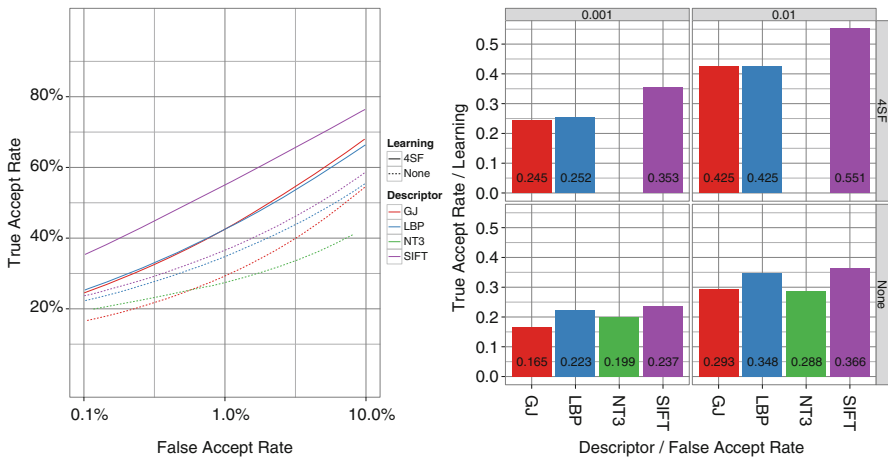 80%
60%
40%
20%
True Accept Rate
0.1%
1.0%
10.0%
False Accept Rate
Learning
4SF
None
Descriptor
GJ
LBP
NT3
SIFT
0.001
0.01
True Accept Rate / Learning
0.5
0.4
0.3
0.2
0.1
0.0
0.245
0.252
0.353
0.425
0.425
0.551
4SF
0.5
0.4
0.3
0.2
0.1
0.0
0.165
0.223
0.199
0.237
0.293
0.348
0.288
0.366
None
GJ
LBP
NT3
SIFT
GJ
LBP
NT3
SIFT
Descriptor / False Accept Rate